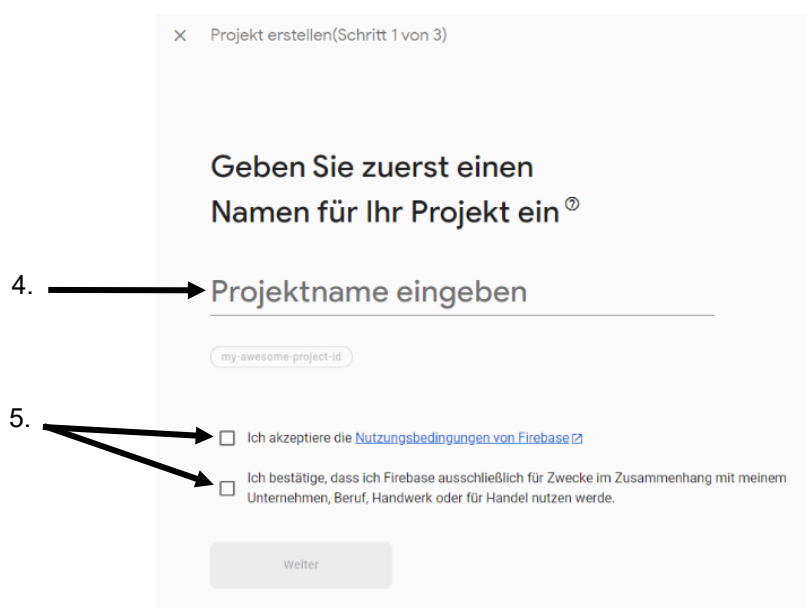 Projekt erstellen(Schritt 1 von 3)
Geben Sie zuerst einen
Namen für Ihr Projekt ein
4.
Projektname eingeben
my-awesome-project-id
5.
Ich akzeptiere die Nutzungsbedingungen von Firebase
Ich bestätige, dass ich Firebase ausschließlich für Zwecke im Zusammenhang mit meinem
Unternehmen, Beruf, Handwerk oder für Handel nutzen werde.
Weiter